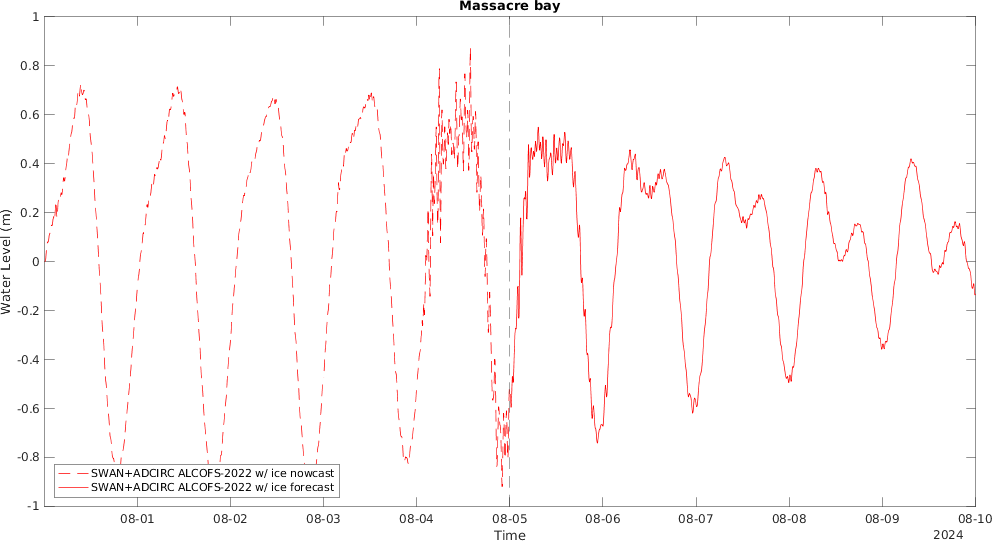 Massacre bay
1
0.8
0.6
0.4
0.2
0
-0.2
-0.4
-0.6
-0.8
-1
Water Level (m)
SWAN+ADCIRC ALCOFS-2022 w/ ice nowcast
SWAN+ADCIRC ALCOFS-2022 w/ ice forecast
08-01 08-02 08-03 08-04 08-05 08-06 08-07 08-08 08-09 08-10
Time
2024